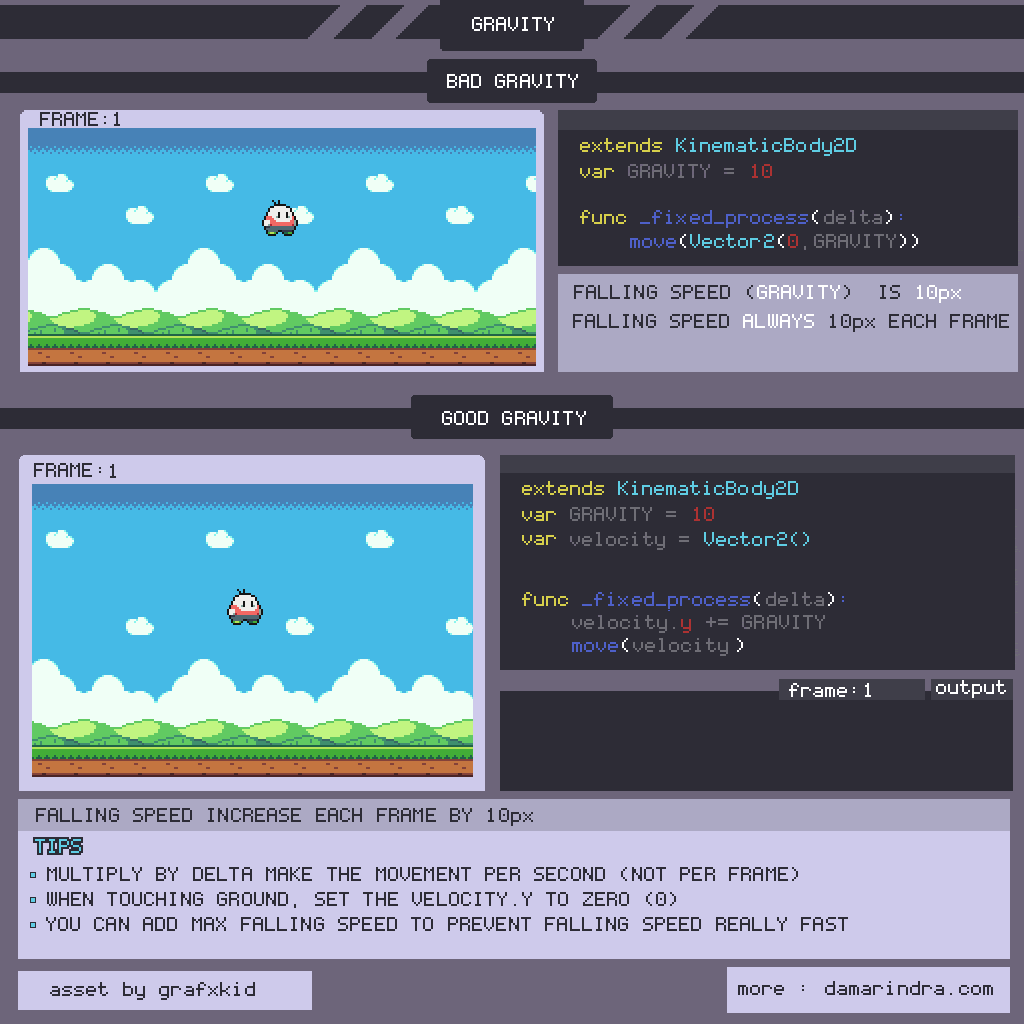 GRAVITY
BAD GRAVITY
FRAME:1
extends KinematicBody2D
var GRAVITY = 10
func _fixed_process(delta):
move(Vector2(0,GRAVITY))
FALLING SPEED (GRAVITY) IS 10px
FALLING SPEED ALWAYS 10px EACH FRAME
GOOD GRAVITY
FRAME:1
extends KinematicBody2D
var GRAVITY = 10
var velocity = Vector2()
func _fixed_process(delta):
velocity.y += GRAVITY
move(velocity)
frame:1 output
FALLING SPEED INCREASE EACH FRAME BY 10px
TIPS
▪ MULTIPLY BY DELTA MAKE THE MOVEMENT PER SECOND (NOT PER FRAME)
▪ WHEN TOUCHING GROUND, SET THE VELOCITY.Y TO ZERO (0)
▪ YOU CAN ADD MAX FALLING SPEED TO PREVENT FALLING SPEED REALLY FAST
asset by grafxkid
more : damarindra.com